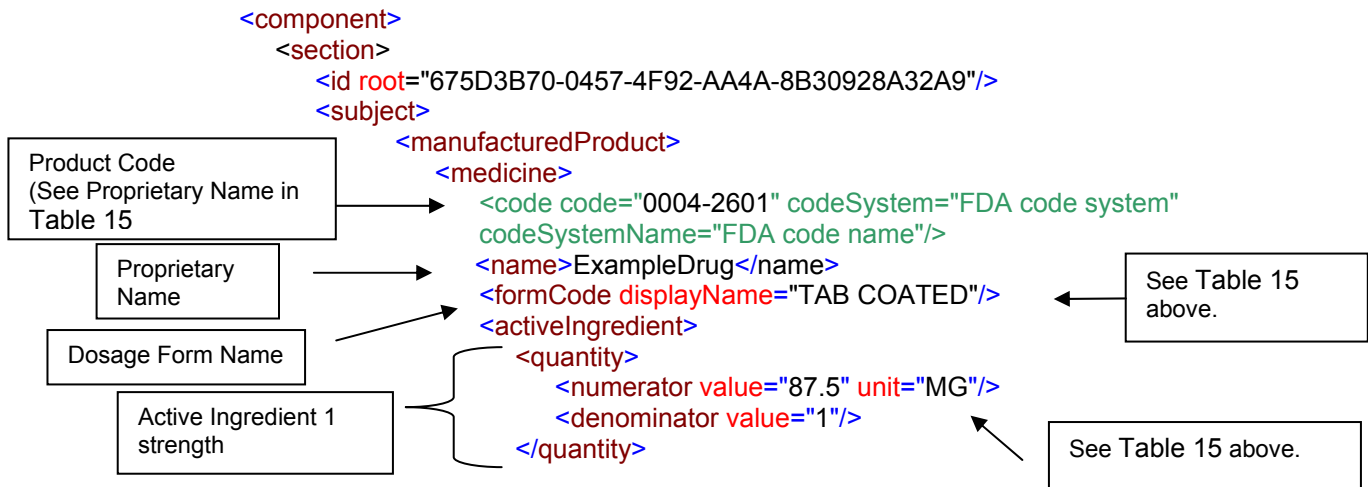 <component>
<section>
<id root="675D3B70-0457-4F92-AA4A-8B30928A32A9"/>
<subject>
<manufacturedProduct>
<medicine>
Product Code
(See Proprietary Name in
Table 15
<code code="0004-2601" codeSystem="FDA code system"
codeSystemName="FDA code name"/>
Proprietary
Name
<name>ExampleDrug</name>
See Table 15
above.
<formCode displayName="TAB COATED"/>
Dosage Form Name
<activeIngredient>
<quantity>
<numerator value="87.5" unit="MG"/>
<denominator value="1"/>
</quantity>
Active Ingredient 1
strength
See Table 15 above.